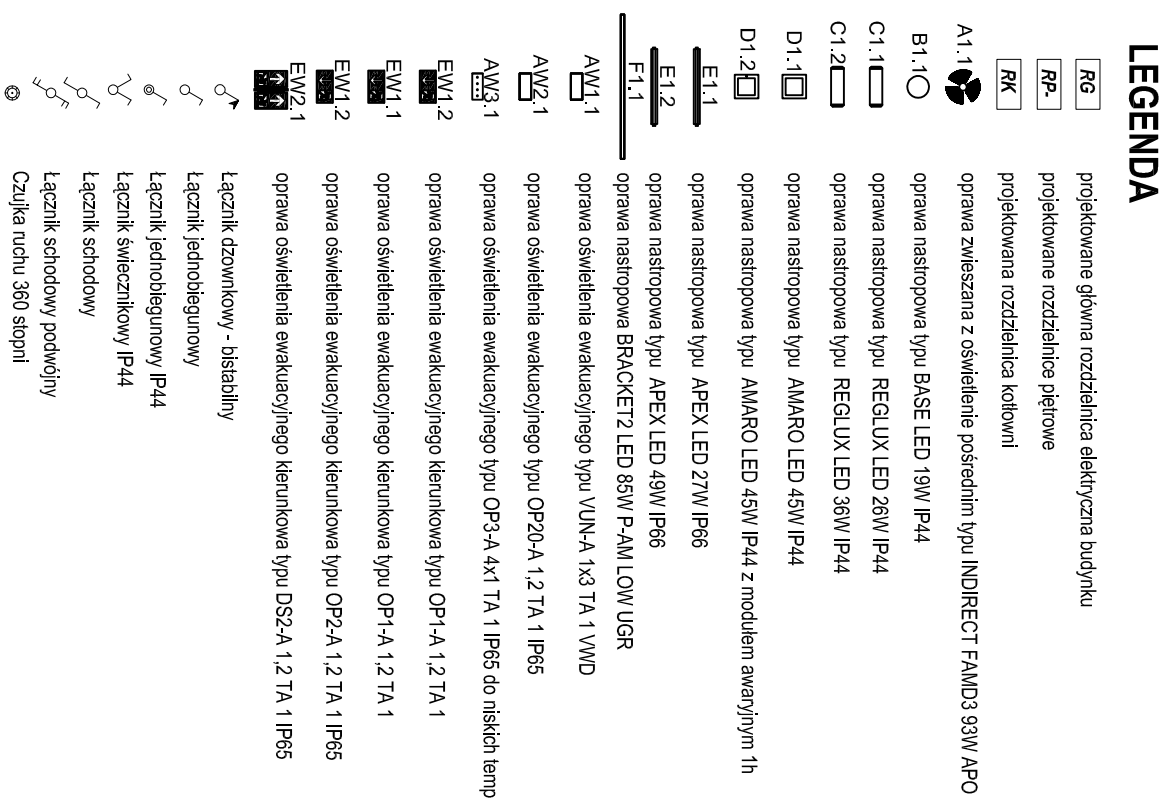 LEGENDA
RG projektowane główna rozdzielnica elektryczna budynku
RP- projektowane rozdzielnice piętrowe
RK projektowana rozdzielnica kotłowni
A1.1 oprawa zwieszana z oświetlenie pośrednim typu INDIRECT FAMD3 93W APO
B1.1 oprawa nastropowa typu BASE LED 19W IP44
C1.1 oprawa nastropowa typu REGLUX LED 26W IP44
C1.2 oprawa nastropowa typu REGLUX LED 36W IP44
D1.1 oprawa nastropowa typu AMARO LED 45W IP44
D1.2 oprawa nastropowa typu AMARO LED 45W IP44 z modułem awaryjnym 1h
E1.1 oprawa nastropowa typu APEX LED 27W IP66
E1.2 oprawa nastropowa typu APEX LED 49W IP66
F1.1 oprawa nastropowa BRACKET2 LED 85W P-AM LOW UGR
AW1.1 oprawa oświetlenia ewakuacyjnego typu VUN-A 1x3 TA 1 VWD
AW2.1 oprawa oświetlenia ewakuacyjnego typu OP20-A 1,2 TA 1 IP65
AW3.1 oprawa oświetlenia ewakuacyjnego typu OP3-A 4x1 TA 1 IP65 do niskich temp
EW1.2 oprawa oświetlenia ewakuacyjnego kierunkowa typu OP1-A 1,2 TA 1
EW1.1 oprawa oświetlenia ewakuacyjnego kierunkowa typu OP1-A 1,2 TA 1
EW1.2 oprawa oświetlenia ewakuacyjnego kierunkowa typu OP2-A 1,2 TA 1 IP65
EW2.1 oprawa oświetlenia ewakuacyjnego kierunkowa typu DS2-A 1,2 TA 1 IP65
Łącznik dzownkowy - bistabilny
Łącznik jednobiegunowy
Łącznik jednobiegunowy IP44
Łącznik świecznikowy IP44
Łącznik schodowy
Łącznik schodowy podwójny
Czujka ruchu 360 stopni